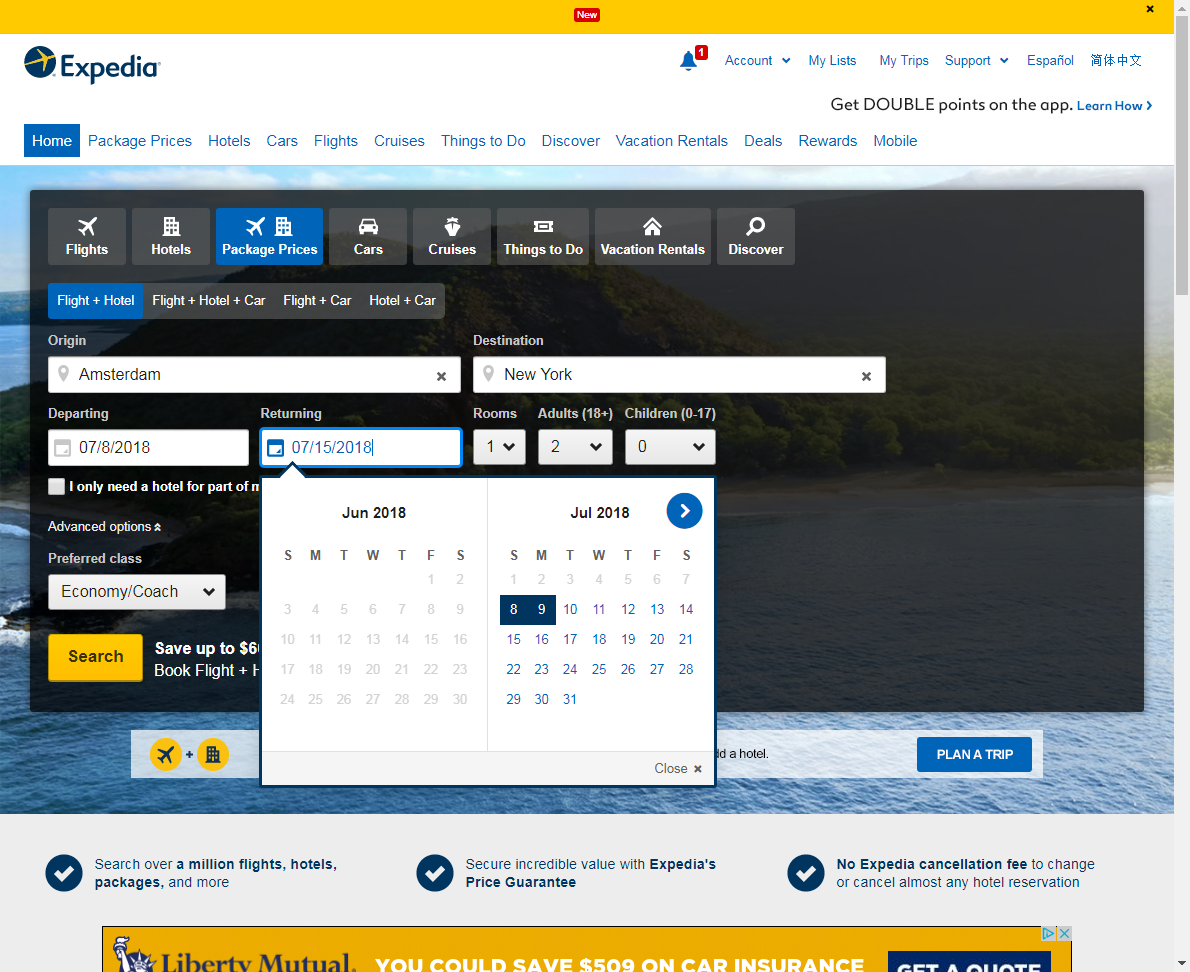 New
Expedia
1
Account
My Lists
My Trips
Support
Español
简体中文
Get DOUBLE points on the app. Learn How
Home
Package Prices
Hotels
Cars
Flights
Cruises
Things to Do
Discover
Vacation Rentals
Deals
Rewards
Mobile
Flights
Hotels
Package Prices
Cars
Cruises
Things to Do
Vacation Rentals
Discover
Flight + Hotel
Flight + Hotel + Car
Flight + Car
Hotel + Car
Origin
Destination
Amsterdam
New York
Departing
Returning
Rooms
Adults (18+)
Children (0-17)
07/8/2018
07/15/2018
1
2
0
I only need a hotel for part of
Advanced options
Preferred class
Economy/Coach
Search
Save up to
Book Flight +
Jun 2018
S M T W T F S
1 2
3 4 5 6 7 8 9
10 11 12 13 14 15 16
17 18 19 20 21 22 23
24 25 26 27 28 29 30
Jul 2018
S M T W T F S
1 2 3 4 5 6 7
8 9 10 11 12 13 14
15 16 17 18 19 20 21
22 23 24 25 26 27 28
29 30 31
Close
a hotel.
PLAN A TRIP
Search over a million flights, hotels,
packages, and more
Secure incredible value with Expedia's
Price Guarantee
No Expedia cancellation fee to change
or cancel almost any hotel reservation
Liberty Mutual.
YOU COULD SAVE $509 ON CAR INSURANCE
GET A QUOTE